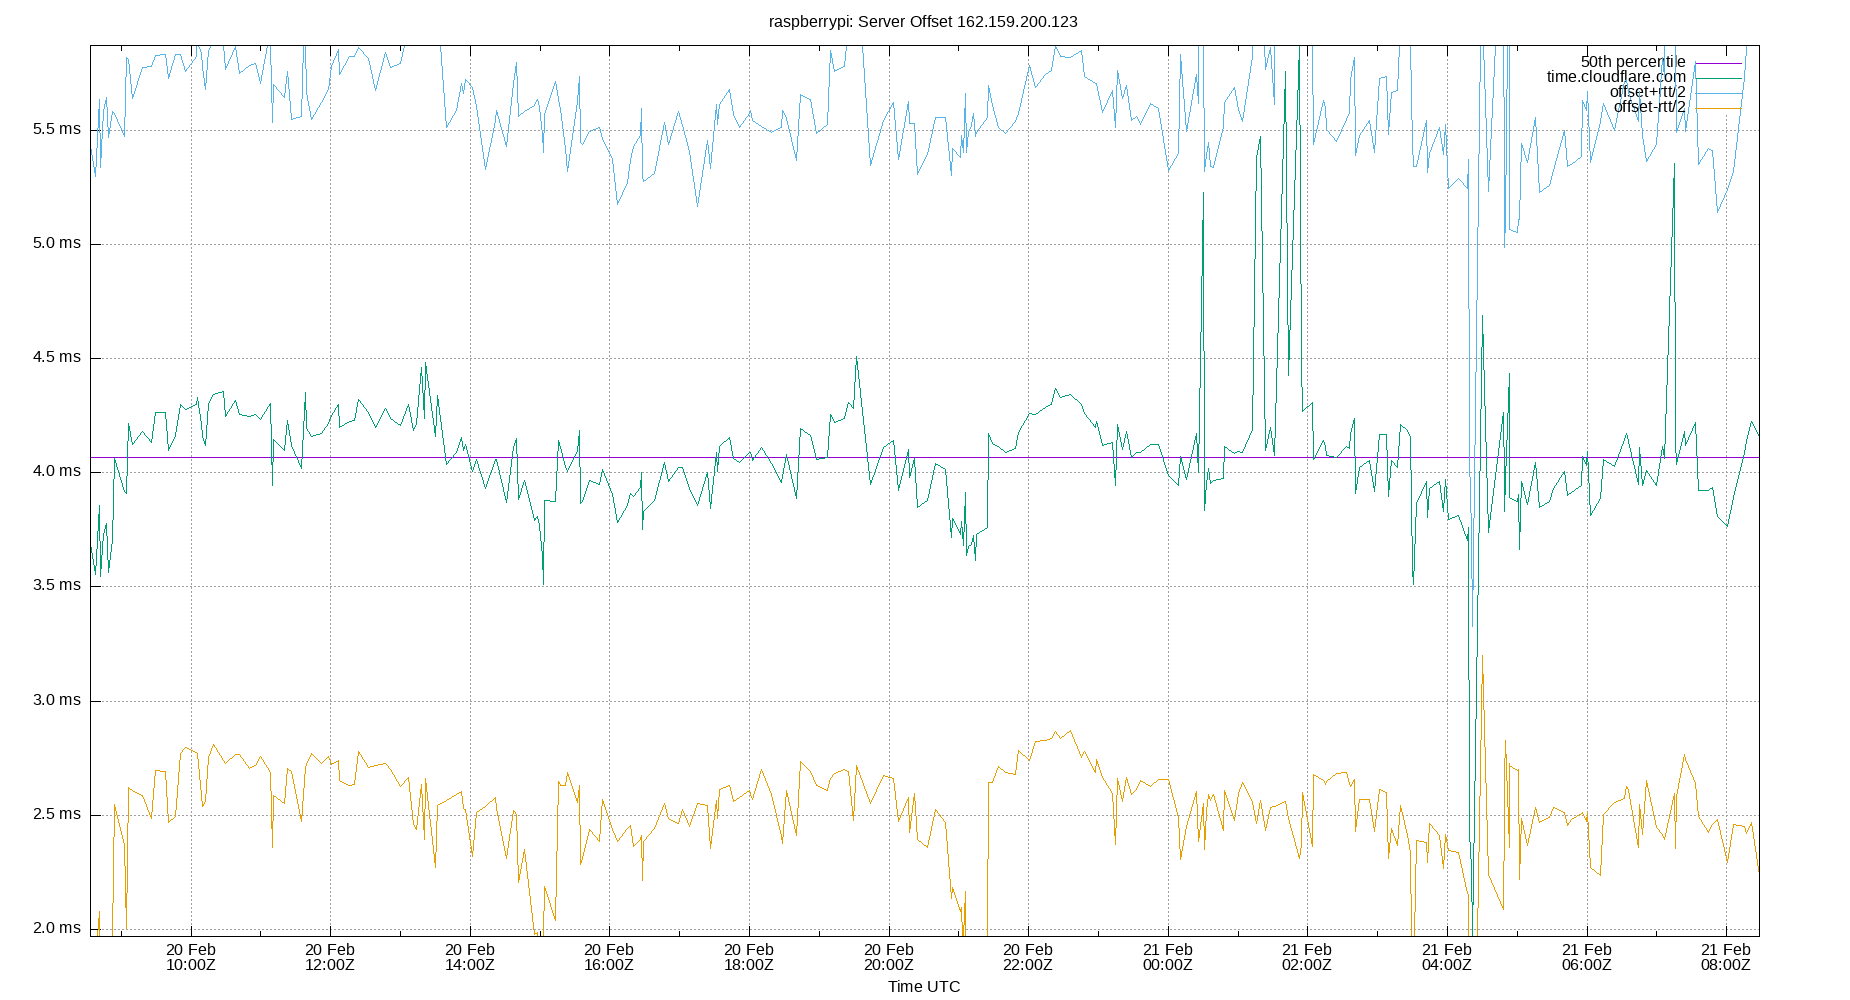 raspberrypi: Server Offset 162.159.200.123
50th percentile
time.cloudflare.com
offset+rtt/2
offset-rtt/2
5.5 ms
5.0 ms
4.5 ms
4.0 ms
3.5 ms
3.0 ms
2.5 ms
2.0 ms
20 Feb 20 Feb 20 Feb 20 Feb 20 Feb 20 Feb 20 Feb 21 Feb 21 Feb 21 Feb 21 Feb 21 Feb
10:00Z 12:00Z 14:00Z 16:00Z 18:00Z 20:00Z 22:00Z 00:00Z 02:00Z 04:00Z 06:00Z 08:00Z
Time UTC